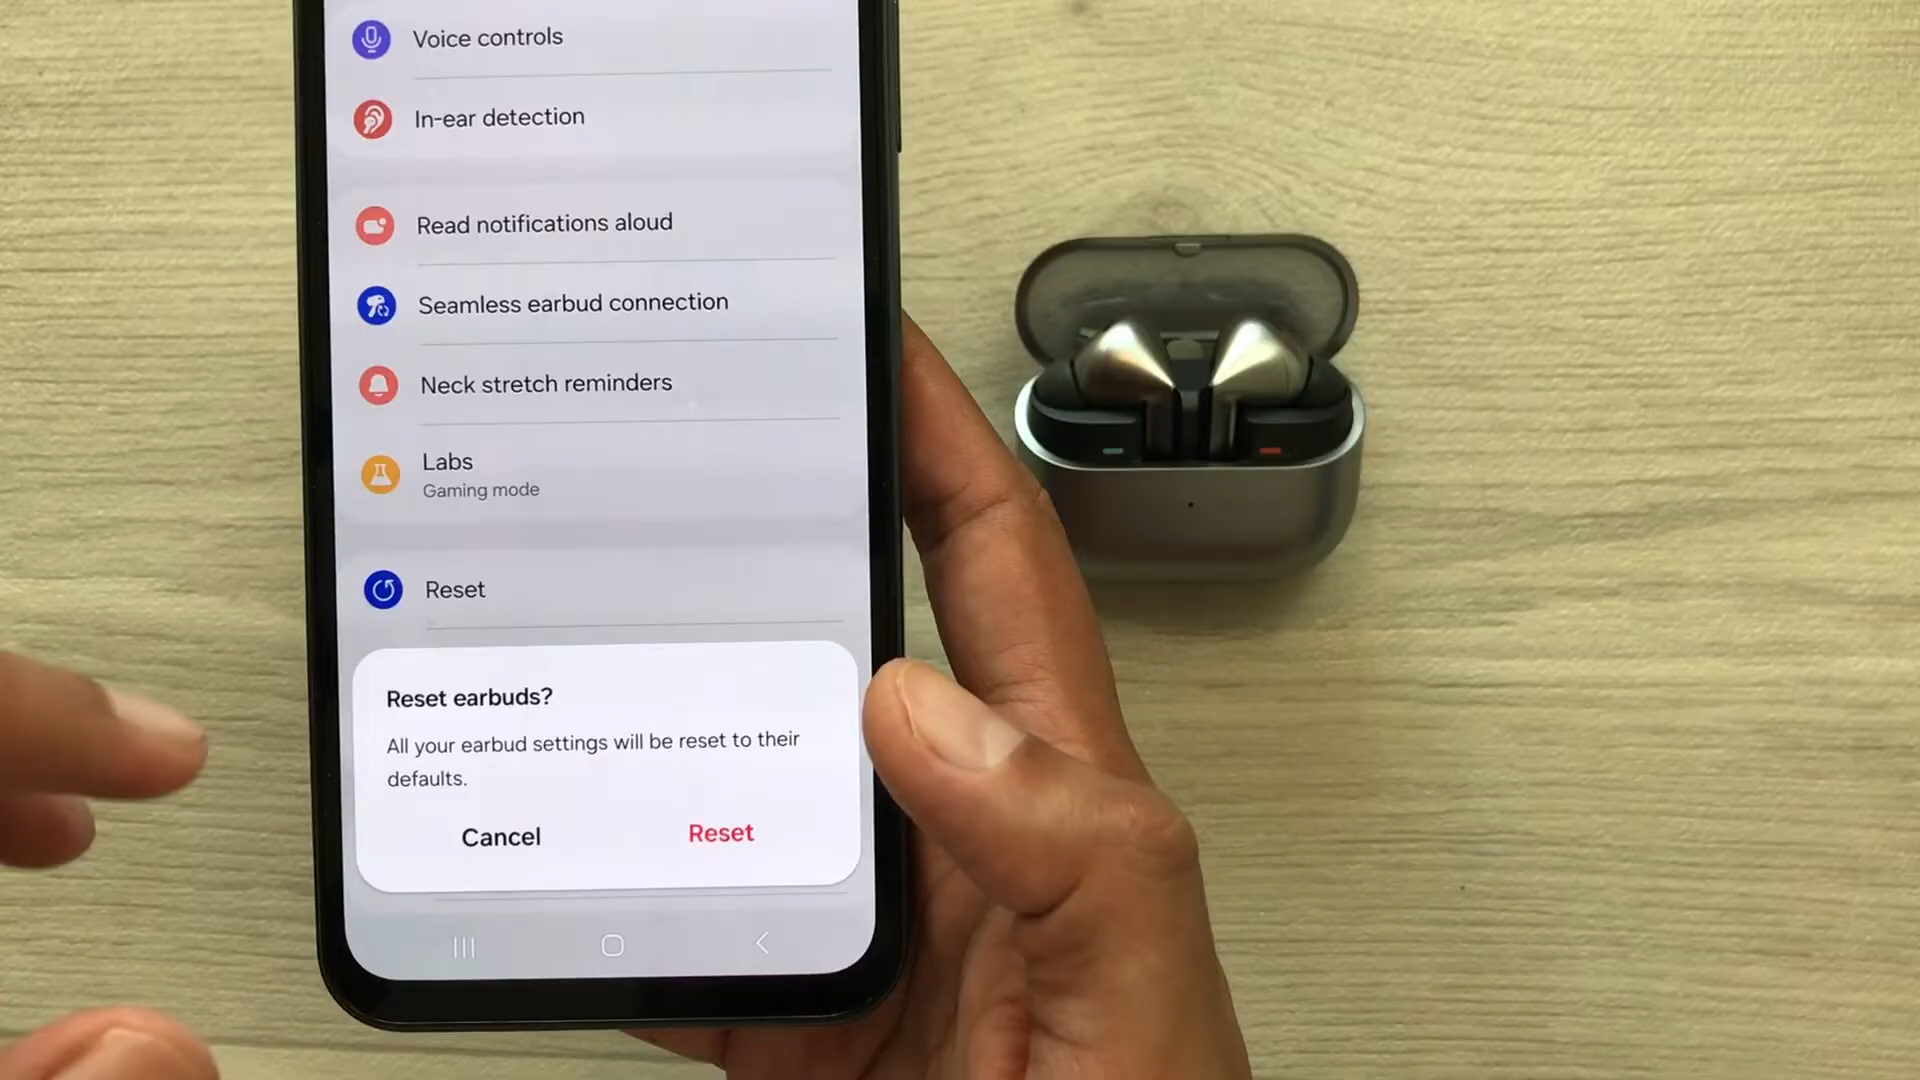 Voice controls
In-ear detection
Read notifications aloud
Seamless earbud connection
Neck stretch reminders
Labs
Gaming mode
Reset
Reset earbuds?
All your earbud settings will be reset to their
defaults.
Cancel
Reset